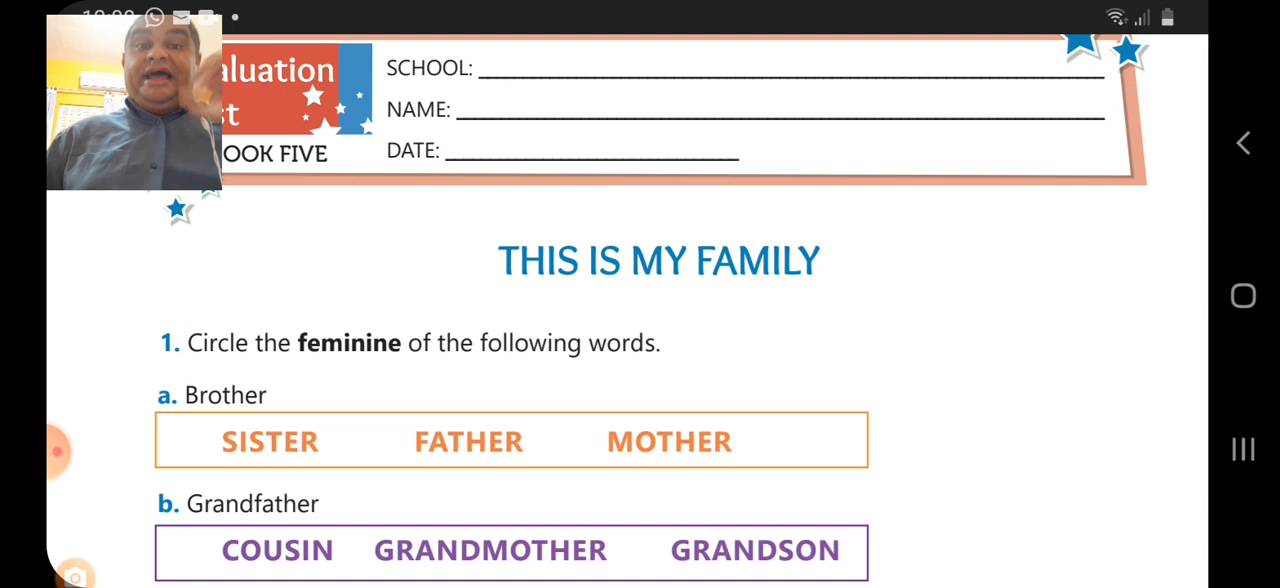 aluation
SCHOOL:
st
NAME:
OOK FIVE
DATE:
THIS IS MY FAMILY
1. Circle the feminine of the following words.
a. Brother
SISTER FATHER MOTHER
b. Grandfather
COUSIN GRANDMOTHER GRANDSON